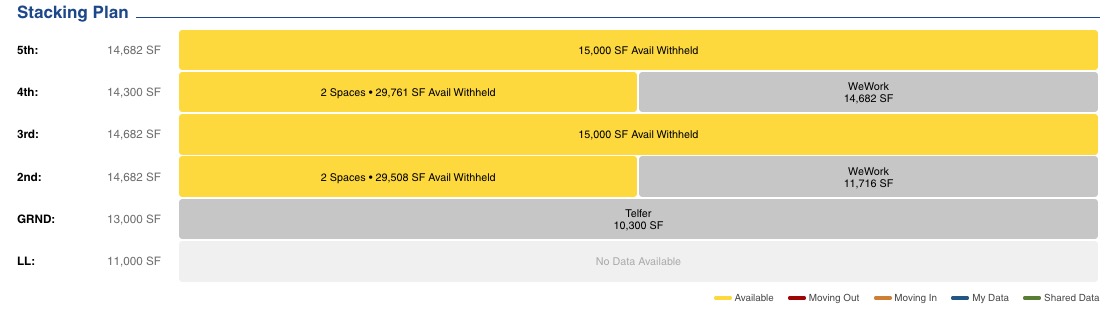 Stacking Plan
5th: 14,682 SF 15,000 SF Avail Withheld
4th: 14,300 SF 2 Spaces • 29,761 SF Avail Withheld WeWork
14,682 SF
3rd: 14,682 SF 15,000 SF Avail Withheld
2nd: 14,682 SF 2 Spaces • 29,508 SF Avail Withheld WeWork
11,716 SF
GRND: 13,000 SF Telfer
10,300 SF
LL: 11,000 SF No Data Available
Available Moving Out Moving In My Data Shared Data